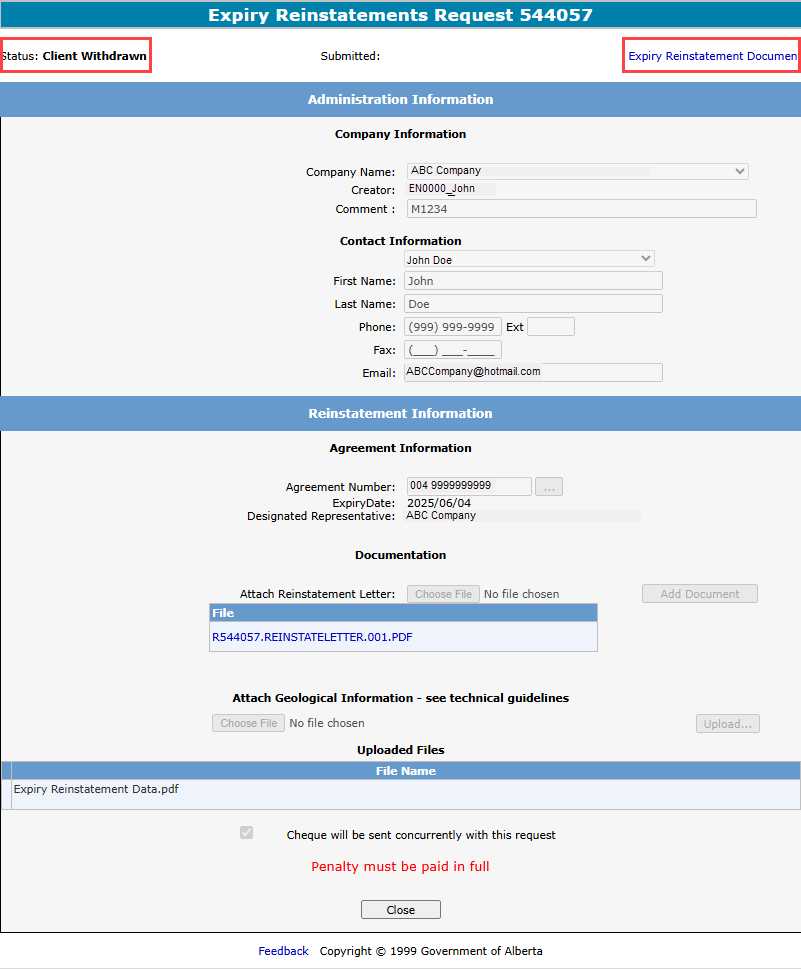 Expiry Reinstatements Request 544057
Status: Client Withdrawn Submitted: Expiry Reinstatement Documen
Administration Information
Company Information
Company Name: ABC Company
Creator: EN0000_John
Comment : M1234
Contact Information
John Doe
First Name: John
Last Name: Doe
Phone: (999) 999-9999 Ext
Fax: (___) ___-____
Email: ABCCompany@hotmail.com
Reinstatement Information
Agreement Information
Agreement Number: 004 9999999999 ...
ExpiryDate: 2025/06/04
Designated Representative: ABC Company
Documentation
Attach Reinstatement Letter: Choose File No file chosen Add Document
File
R544057.REINSTATELETTER.001.PDF
Attach Geological Information - see technical guidelines
Choose File No file chosen Upload...
Uploaded Files
File Name
Expiry Reinstatement Data.pdf
Cheque will be sent concurrently with this request
Penalty must be paid in full
Close
Feedback Copyright © 1999 Government of Alberta